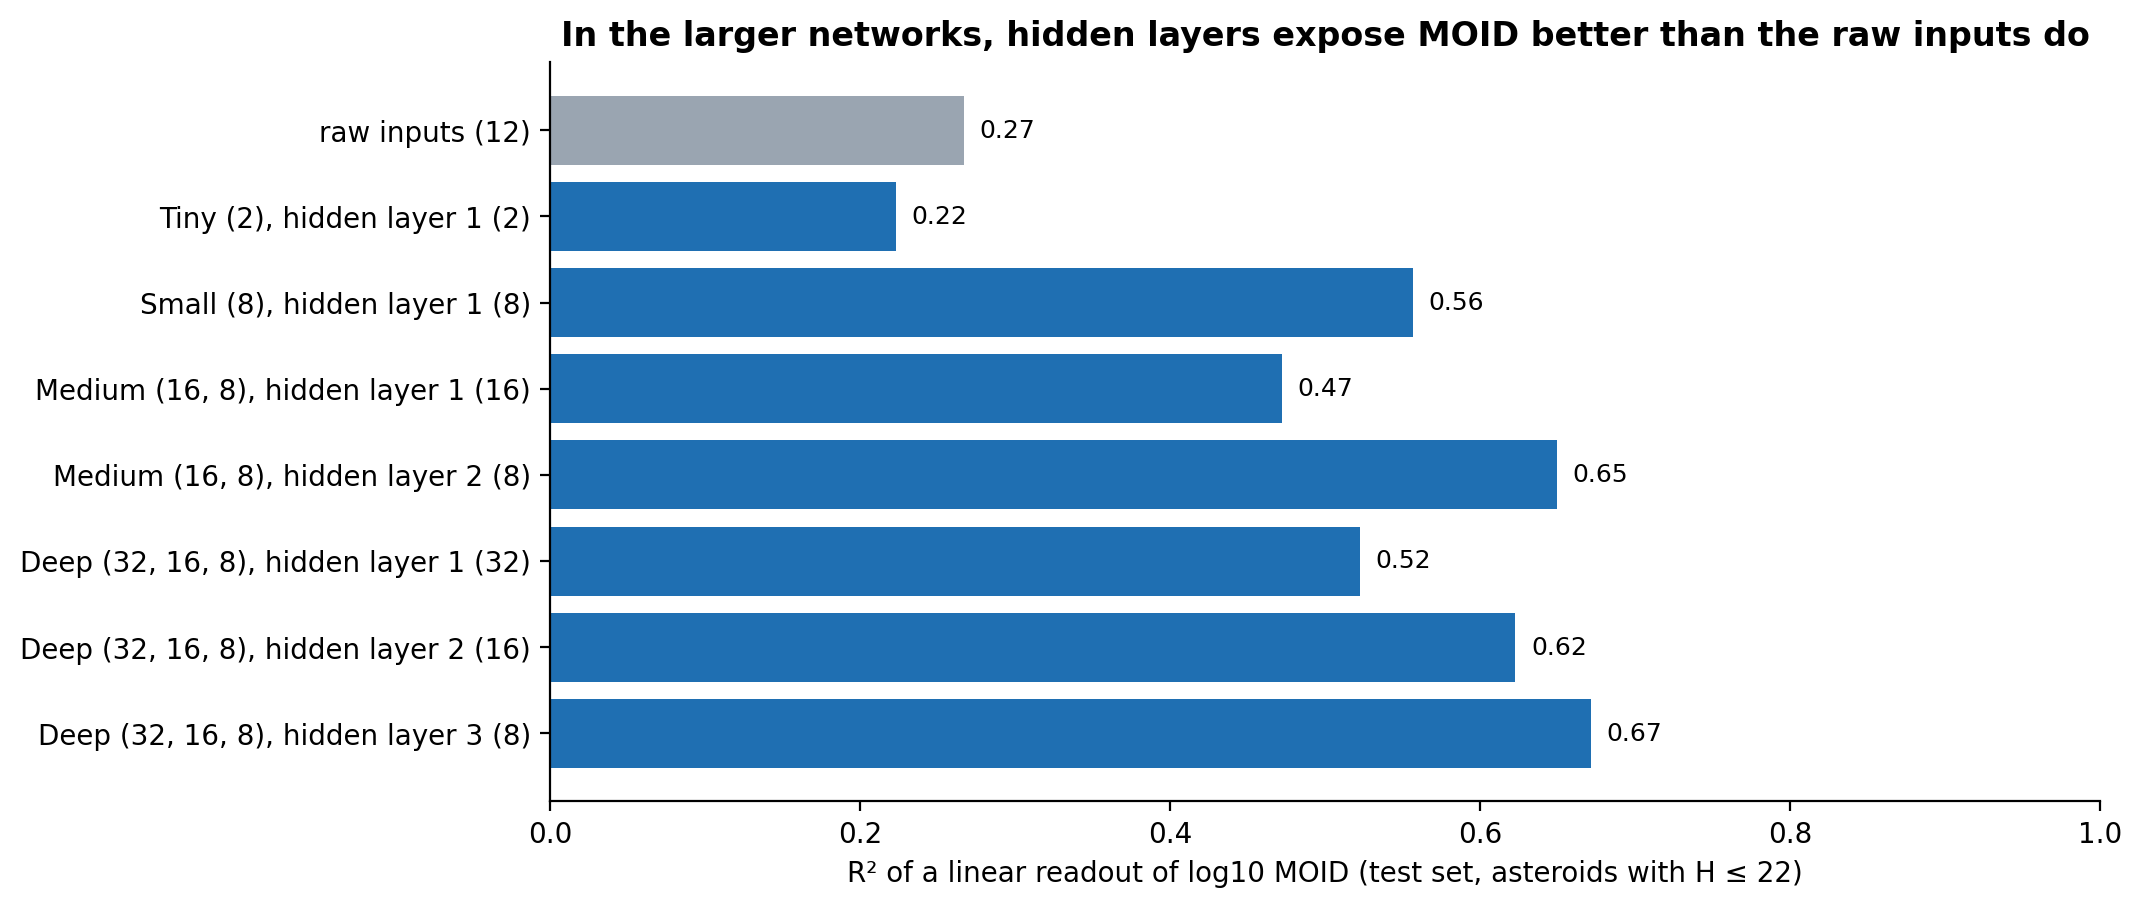 In the larger networks, hidden layers expose MOID better than the raw inputs do
raw inputs (12)
0.27
Tiny (2), hidden layer 1 (2)
0.22
Small (8), hidden layer 1 (8)
0.56
Medium (16, 8), hidden layer 1 (16)
0.47
Medium (16, 8), hidden layer 2 (8)
0.65
Deep (32, 16, 8), hidden layer 1 (32)
0.52
Deep (32, 16, 8), hidden layer 2 (16)
0.62
Deep (32, 16, 8), hidden layer 3 (8)
0.67
0.0 0.2 0.4 0.6 0.8 1.0
R² of a linear readout of log10 MOID (test set, asteroids with H ≤ 22)